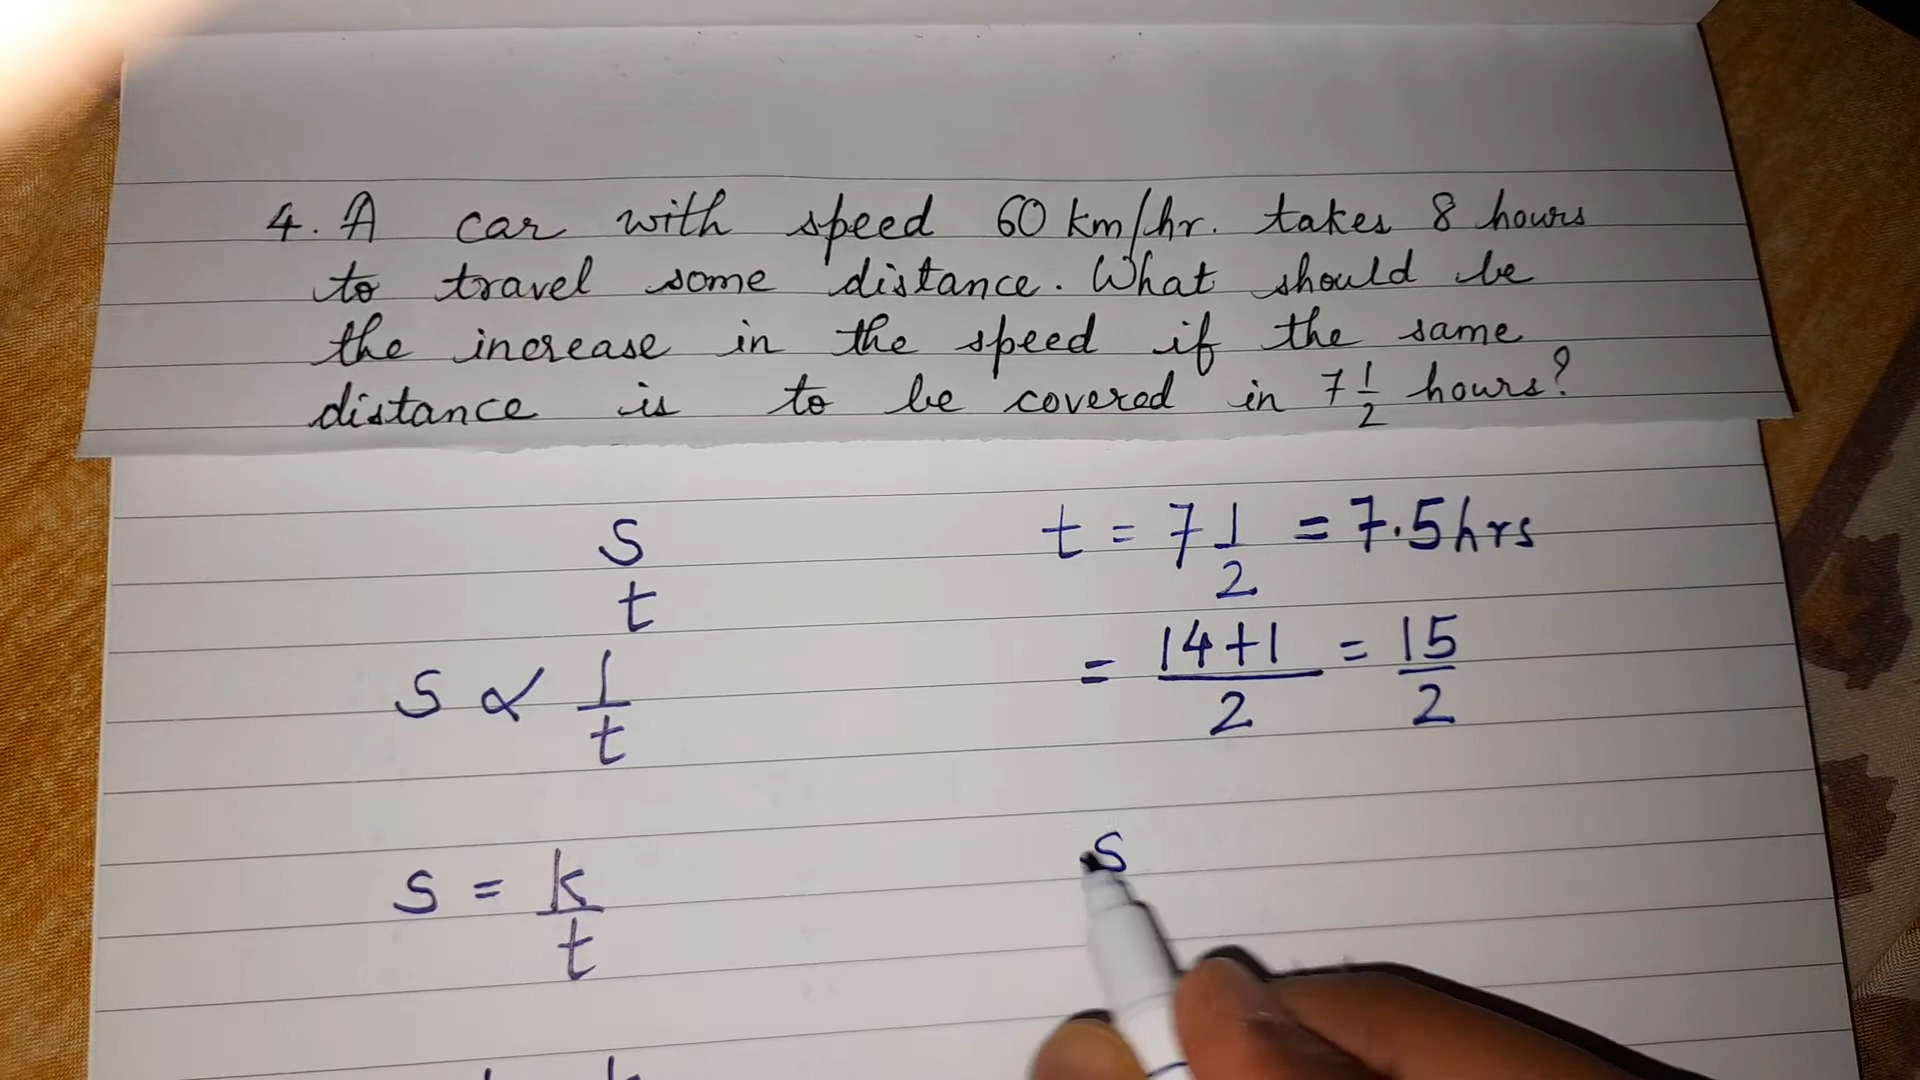 4. A car with speed 60 km/hr. takes 8 hours
to travel some distance. What should be
the increase in the speed if the same
distance is to be covered in 7 1/2 hours?
s
t
s ∝ 1/t
s = k/t
t = 7 1/2 = 7.5hrs
= 14+1/2 = 15/2
s